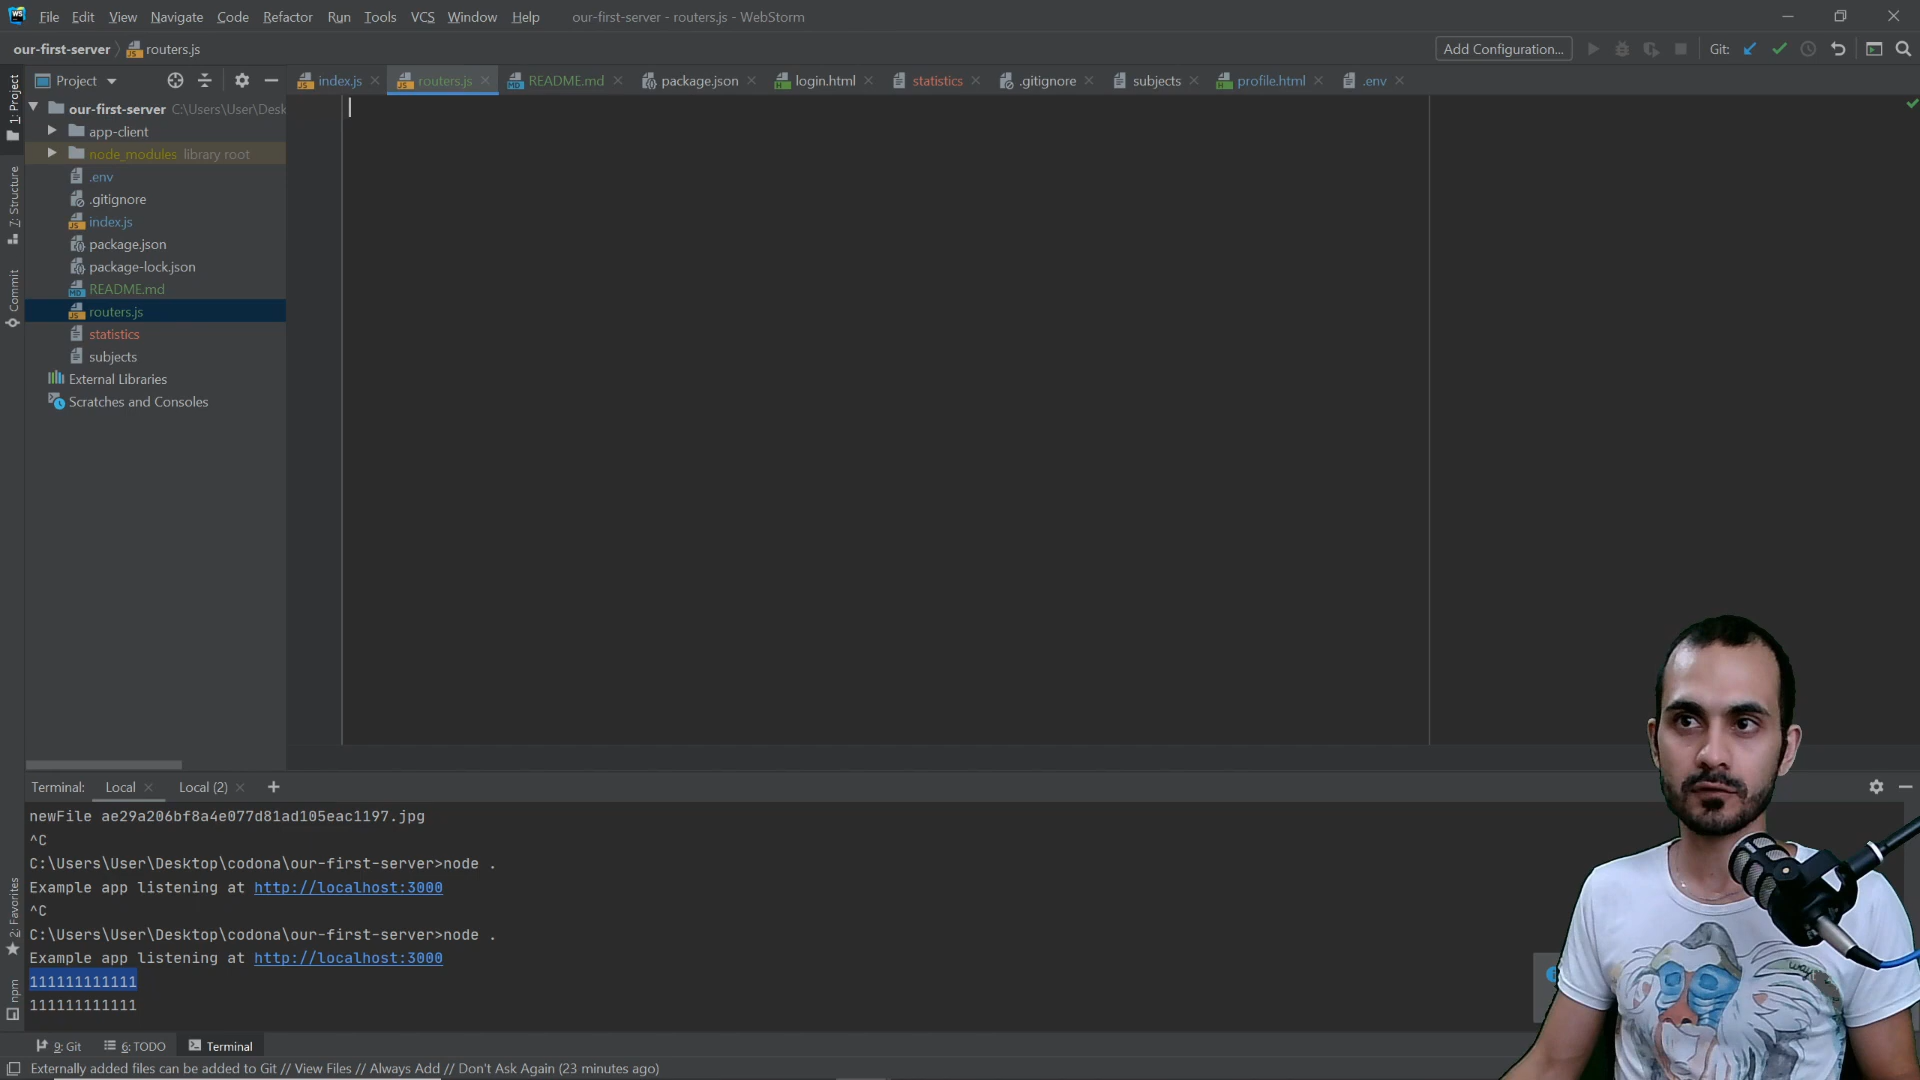 WS File Edit View Navigate Code Refactor Run Tools VCS Window Help our-first-server - routers.js - WebStorm
our-first-server routers.js Add Configuration... Git:
1: Project
7: Structure
Commit
2: Favorites
npm
Project
index.js routers.js README.md package.json login.html statistics .gitignore subjects profile.html .env
our-first-server C:\Users\User\Desk
app-client
node_modules library root
.env
.gitignore
index.js
package.json
package-lock.json
README.md
routers.js
statistics
subjects
External Libraries
Scratches and Consoles
Terminal: Local Local (2)
newFile ae29a206bf8a4e077d81ad105eac1197.jpg
^C
C:\Users\User\Desktop\codona\our-first-server>node .
Example app listening at http://localhost:3000
^C
C:\Users\User\Desktop\codona\our-first-server>node .
Example app listening at http://localhost:3000
111111111111
111111111111
9: Git 6: TODO Terminal
Externally added files can be added to Git // View Files // Always Add // Don't Ask Again (23 minutes ago)